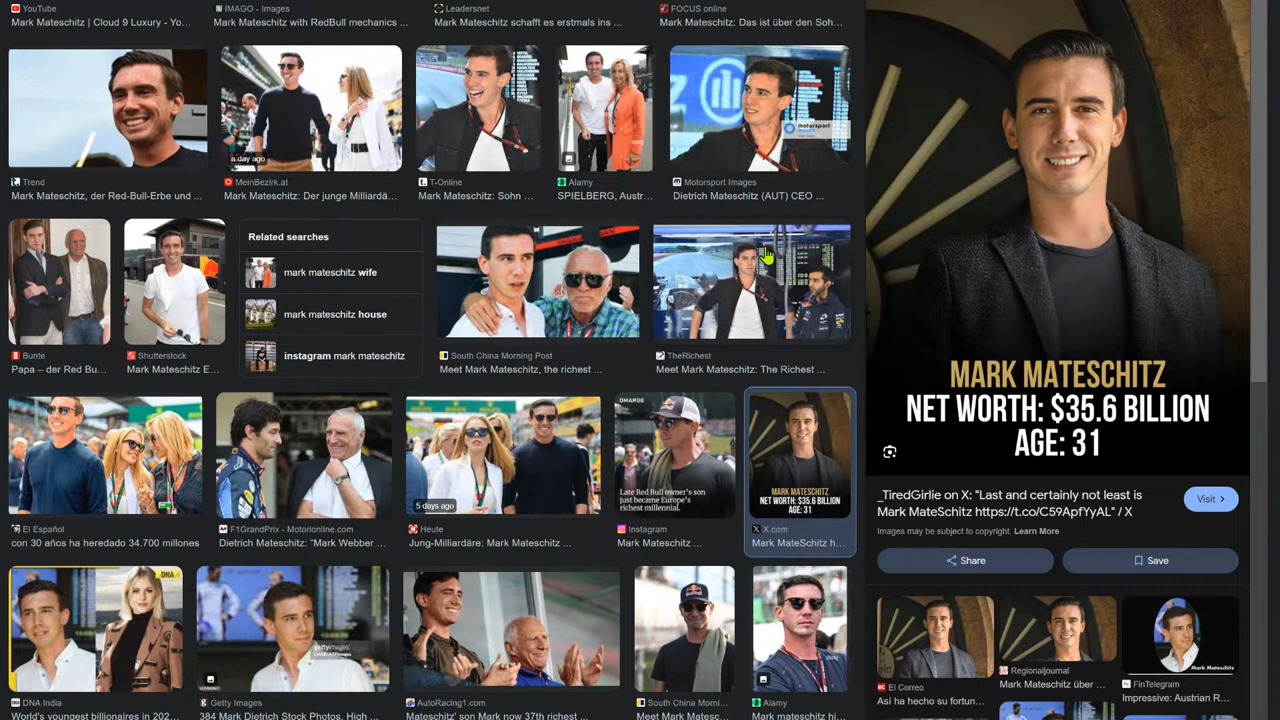 YouTube
Mark Mateschitz | Cloud 9 Luxury - Yo...
IMAGO - Images
Mark Mateschitz with RedBull mechanics ...
Leadersnet
Mark Mateschitz schafft es erstmals ins ...
FOCUS online
Mark Mateschitz: Das ist über den Soh...
a day ago
motorsport
Trend
Mark Mateschitz, der Red-Bull-Erbe und ...
MeinBezirk.at
Mark Mateschitz: Der junge Milliardä...
T-Online
Mark Mateschitz: Sohn ...
Alamy
SPIELBERG, Austr...
Motorsport Images
Dietrich Mateschitz (AUT) CEO ...
Related searches
mark mateschitz wife
mark mateschitz house
instagram mark mateschitz
Bunte
Papa – der Red Bu...
Shutterstock
Mark Mateschitz E...
South China Morning Post
Meet Mark Mateschitz, the richest ...
TheRichest
Meet Mark Mateschitz: The Richest ...
5 days ago
DMARGE
Late Red Bull owner's son
just became Europe's
richest millennial.
MARK MATESCHITZ
NET WORTH: $35.6 BILLION
AGE: 31
El Español
con 30 años ha heredado 34.700 millones
F1GrandPrix - Motorionline.com
Dietrich Mateschitz: "Mark Webber ...
Heute
Jung-Milliardäre: Mark Mateschitz ...
Instagram
Mark Mateschitz ...
X.com
Mark MateSchitz h...
DNA
gettyimages
DNA India
World's youngest billionaires in 202...
Getty Images
384 Mark Dietrich Stock Photos, High ...
AutoRacing1.com
Mateschitz' son Mark now 37th richest ...
South China Morni...
Meet Mark Matesc...
Alamy
Mark mateschitz hi...
MARK MATESCHITZ
NET WORTH: $35.6 BILLION
AGE: 31
_TiredGirlie on X: "Last and certainly not least is
Mark MateSchitz https://t.co/C59ApfYyAL" / X
Visit
Images may be subject to copyright. Learn More
Share
Save
El Correo
Así ha hecho su fortun...
Regionaljournal
Mark Mateschitz über ...
Mark Mateschitz
FinTelegram
Impressive: Austrian R...